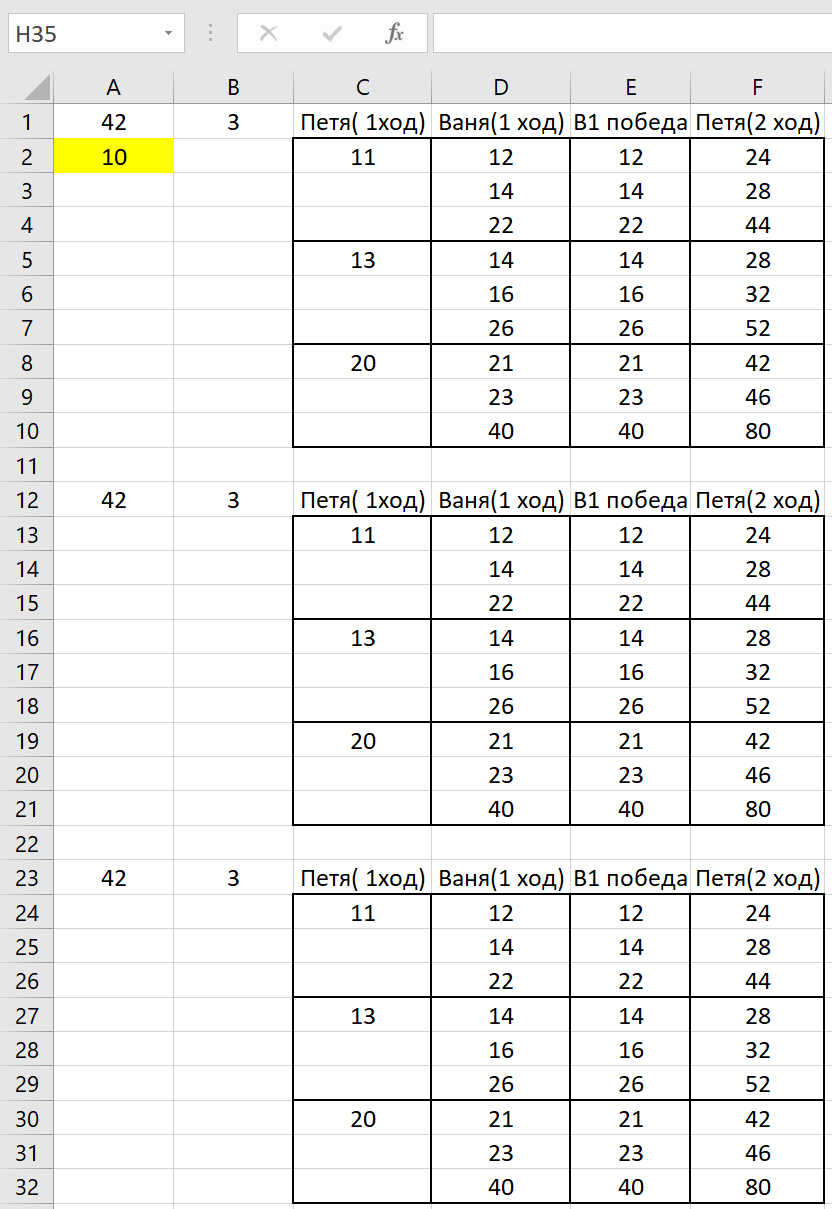 H35 fx
A B C D E F
1 42 3 Петя( 1ход) Ваня(1 ход) В1 победа Петя(2 ход)
2 10 11 12 12 24
3 14 14 28
4 22 22 44
5 13 14 14 28
6 16 16 32
7 26 26 52
8 20 21 21 42
9 23 23 46
10 40 40 80
11
12 42 3 Петя( 1ход) Ваня(1 ход) В1 победа Петя(2 ход)
13 11 12 12 24
14 14 14 28
15 22 22 44
16 13 14 14 28
17 16 16 32
18 26 26 52
19 20 21 21 42
20 23 23 46
21 40 40 80
22
23 42 3 Петя( 1ход) Ваня(1 ход) В1 победа Петя(2 ход)
24 11 12 12 24
25 14 14 28
26 22 22 44
27 13 14 14 28
28 16 16 32
29 26 26 52
30 20 21 21 42
31 23 23 46
32 40 40 80